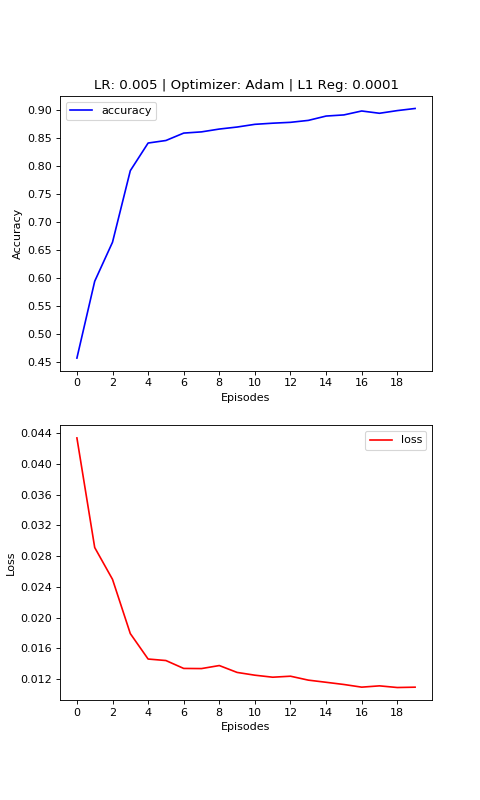 LR: 0.005 | Optimizer: Adam | L1 Reg: 0.0001
accuracy
0.90
0.85
0.80
0.75
0.70
0.65
0.60
0.55
0.50
0.45
Accuracy
0 2 4 6 8 10 12 14 16 18
Episodes
loss
0.044
0.040
0.036
0.032
0.028
0.024
0.020
0.016
0.012
Loss
0 2 4 6 8 10 12 14 16 18
Episodes